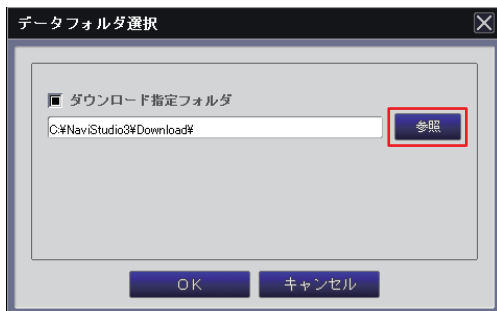 データフォルダ選択
ダウンロード指定フォルダ
C:¥NaviStudio3¥Download¥
参照
OK
キャンセル